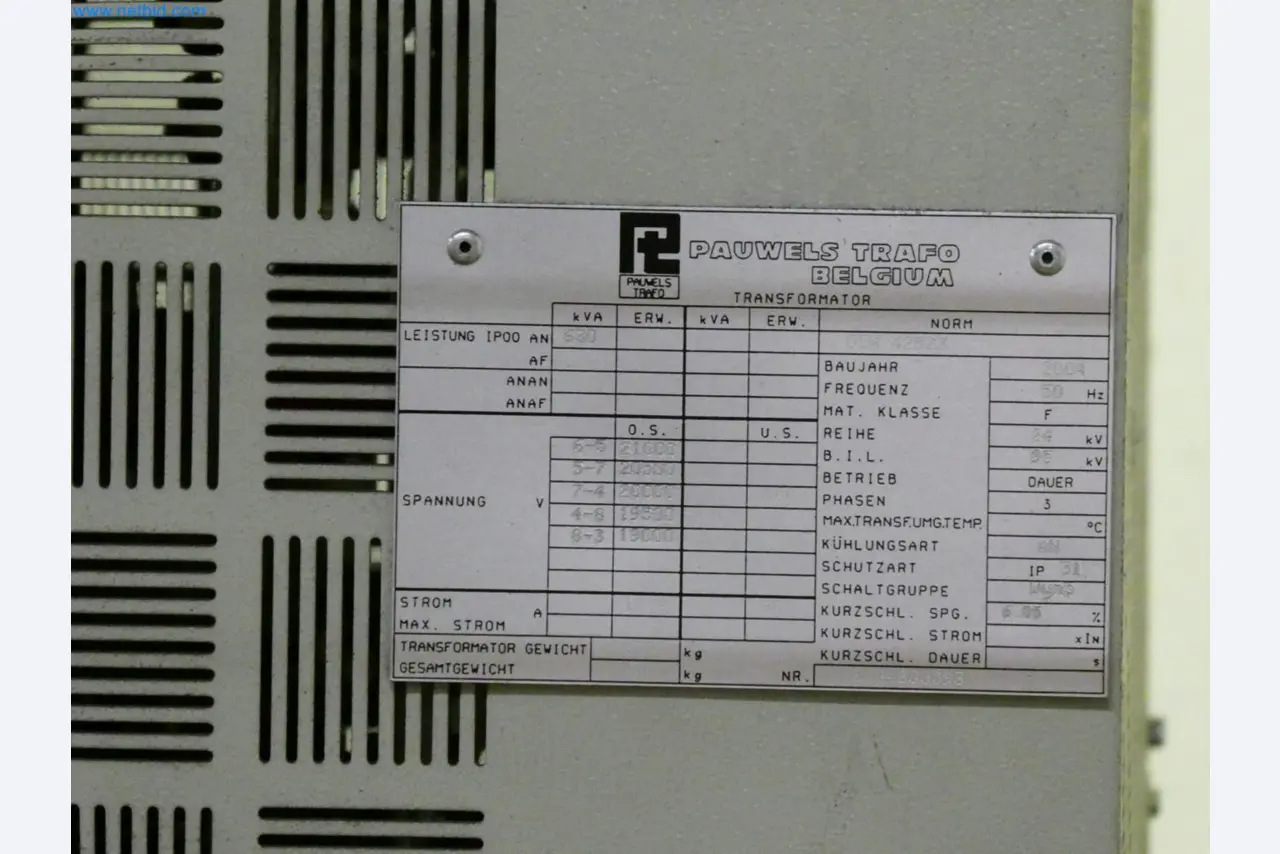 www.netbid.com
PAUWELS TRAFO
BELGIUM
PAUWELS
TRAFO
TRANSFORMATOR
kVA ERW. kVA ERW. NORM
LEISTUNG IP00 AN 630
AF
ANAN
ANAF
BAUJAHR 2004
FREQUENZ 50 Hz
MAT. KLASSE F
O.S. U.S.
REIHE 24 kV
B.I.L. 95 kV
BETRIEB DAUER
PHASEN 3
MAX.TRANSF.UMG.TEMP. °C
KÜHLUNGSART AN
SCHUTZART IP 31
SCHALTGRUPPE
KURZSCHL. SPG. %
KURZSCHL. STROM xIN
KURZSCHL. DAUER s
SPANNUNG V
6-5 21000
5-7 20500
7-4 20000
4-8 19500
8-3 19000
STROM A
MAX. STROM
TRANSFORMATOR GEWICHT kg
GESAMTGEWICHT kg
NR.